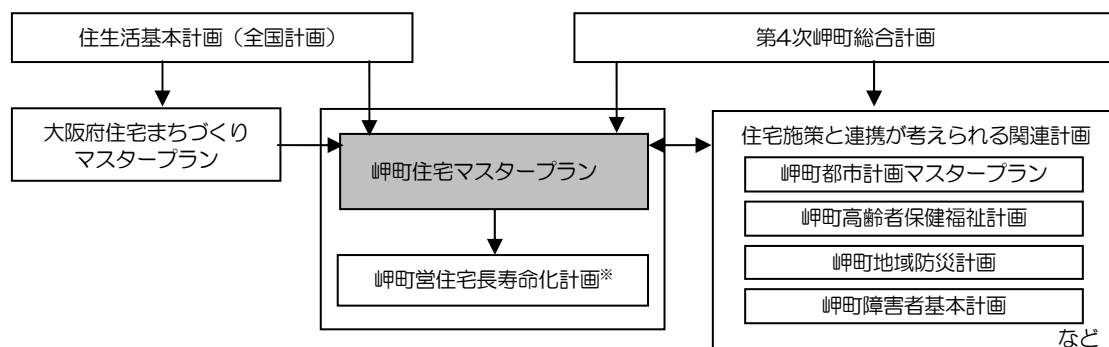 住生活基本計画（全国計画）
第4次岬町総合計画
大阪府住宅まちづくり
マスタープラン
岬町住宅マスタープラン
岬町営住宅長寿命化計画※
住宅施策と連携が考えられる関連計画
岬町都市計画マスタープラン
岬町高齢者保健福祉計画
岬町地域防災計画
岬町障害者基本計画
など